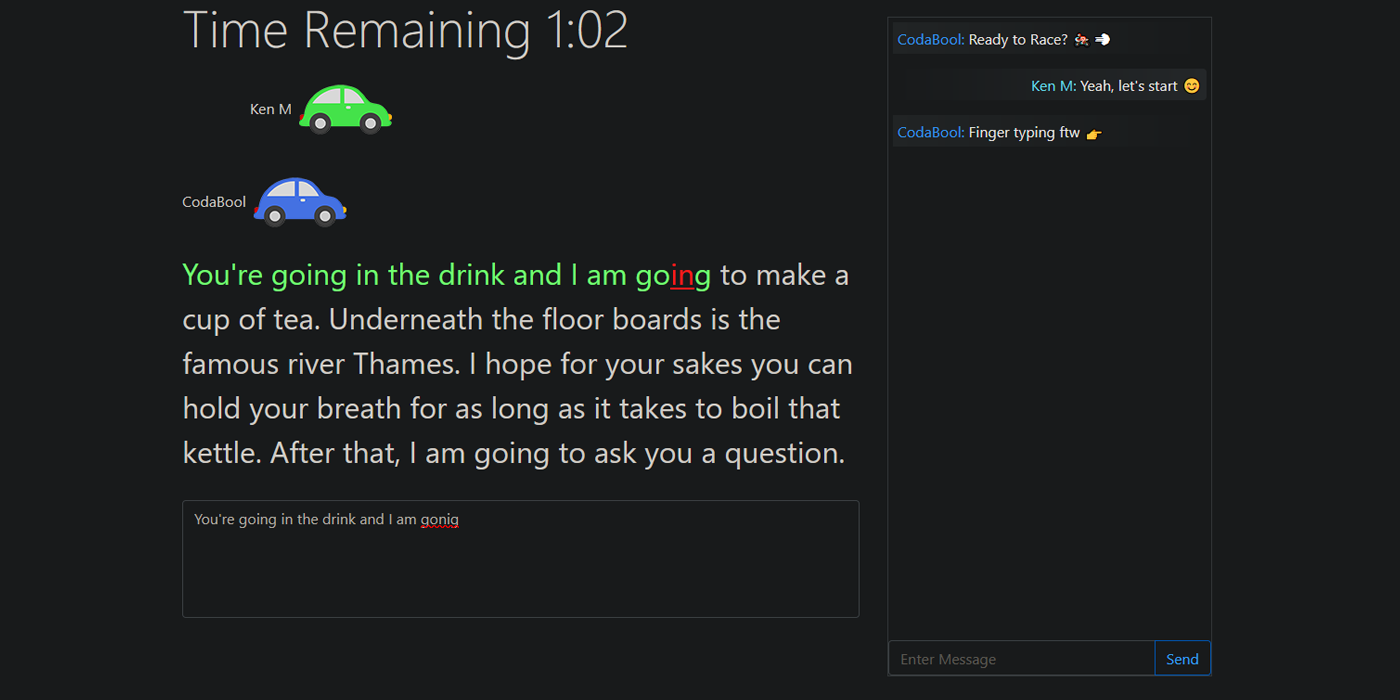 Time Remaining 1:02
Ken M
CodaBool
You're going in the drink and I am going to make a
cup of tea. Underneath the floor boards is the
famous river Thames. I hope for your sakes you can
hold your breath for as long as it takes to boil that
kettle. After that, I am going to ask you a question.
You're going in the drink and I am gonig
CodaBool: Ready to Race? 🏇 💨
Ken M: Yeah, let's start 😊
CodaBool: Finger typing ftw 👉
Enter Message
Send